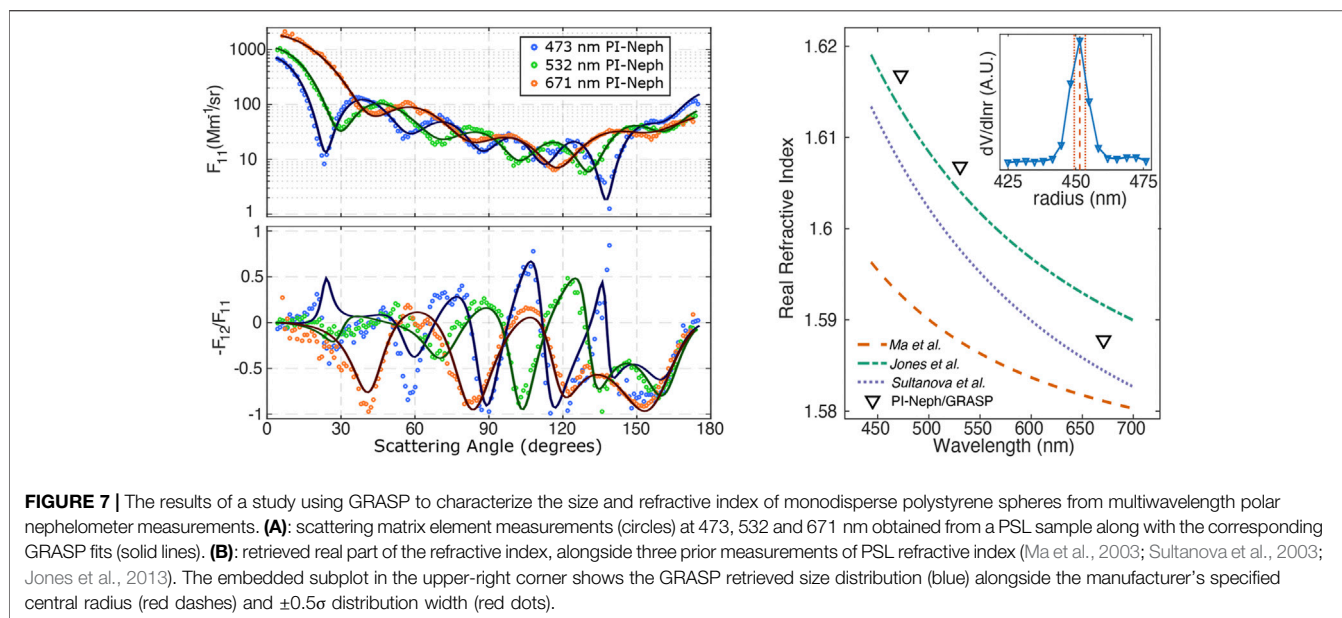 1000
100
10
1
F11(Mm-1/sr)
473 nm PI-Neph
532 nm PI-Neph
671 nm PI-Neph
1
0.5
0
-0.5
-1
-F12/F11
0 30 60 90 120 150 180
Scattering Angle (degrees)
1.62
1.61
1.6
1.59
1.58
Real Refractive Index
dV/dlnr (A.U.)
425 450 475
radius (nm)
Ma et al.
Jones et al.
Sultanova et al.
PI-Neph/GRASP
450 500 550 600 650 700
Wavelength (nm)
FIGURE 7 | The results of a study using GRASP to characterize the size and refractive index of monodisperse polystyrene spheres from multiwavelength polar
nephelometer measurements. (A): scattering matrix element measurements (circles) at 473, 532 and 671 nm obtained from a PSL sample along with the corresponding
GRASP fits (solid lines). (B): retrieved real part of the refractive index, alongside three prior measurements of PSL refractive index (Ma et al., 2003; Sultanova et al., 2003;
Jones et al., 2013). The embedded subplot in the upper-right corner shows the GRASP retrieved size distribution (blue) alongside the manufacturer's specified
central radius (red dashes) and ±0.5σ distribution width (red dots).